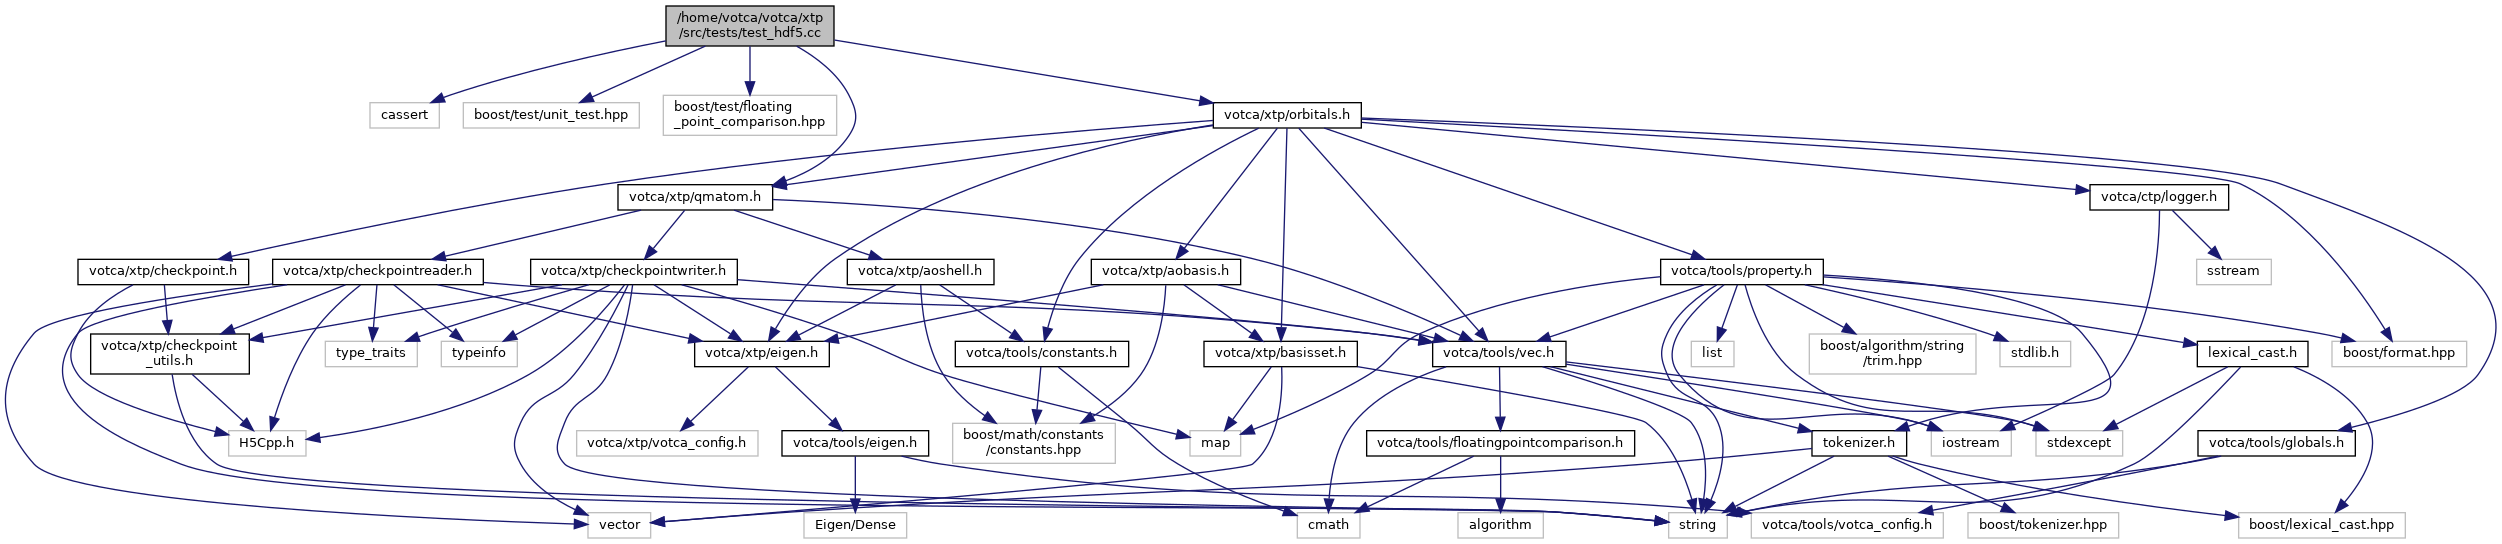 /home/votca/votca/xtp
/src/tests/test_hdf5.cc
cassert
boost/test/unit_test.hpp
boost/test/floating
_point_comparison.hpp
votca/xtp/orbitals.h
votca/xtp/qmatom.h
votca/ctp/logger.h
votca/xtp/checkpoint.h
votca/xtp/checkpointreader.h
votca/xtp/checkpointwriter.h
votca/xtp/aoshell.h
votca/xtp/aobasis.h
votca/tools/property.h
sstream
votca/xtp/checkpoint
_utils.h
type_traits
typeinfo
votca/xtp/eigen.h
votca/tools/constants.h
votca/xtp/basisset.h
votca/tools/vec.h
list
boost/algorithm/string
/trim.hpp
stdlib.h
lexical_cast.h
boost/format.hpp
H5Cpp.h
votca/xtp/votca_config.h
votca/tools/eigen.h
boost/math/constants
/constants.hpp
map
votca/tools/floatingpointcomparison.h
tokenizer.h
iostream
stdexcept
votca/tools/globals.h
vector
Eigen/Dense
cmath
algorithm
string
votca/tools/votca_config.h
boost/tokenizer.hpp
boost/lexical_cast.hpp